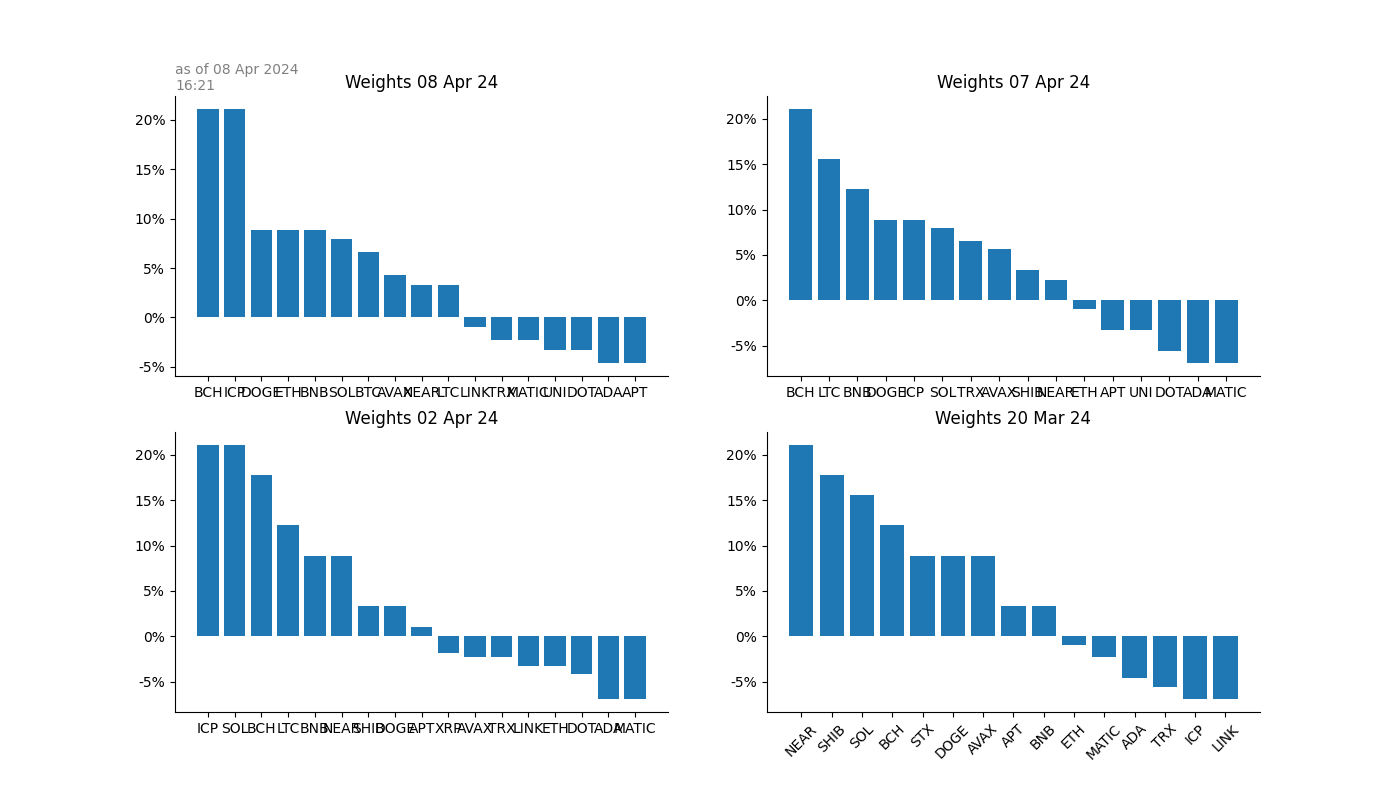 as of 08 Apr 2024
16:21
Weights 08 Apr 24
20%
15%
10%
5%
0%
-5%
BCH ICP DOGE ETH BNB SOL BTC AVAX NEAR LTC LINK TRX MATIC UNI DOT ADA APT
Weights 07 Apr 24
20%
15%
10%
5%
0%
-5%
BCH LTC BNB DOGE ICP SOL TRX AVAX SHIB NEAR ETH APT UNI DOT ADA MATIC
Weights 02 Apr 24
20%
15%
10%
5%
0%
-5%
ICP SOL BCH LTC BNB NEAR SHIB DOGE APT XRP AVAX TRX LINK ETH DOT ADA MATIC
Weights 20 Mar 24
20%
15%
10%
5%
0%
-5%
NEAR SHIB SOL BCH STX DOGE AVAX APT BNB ETH MATIC ADA TRX ICP LINK